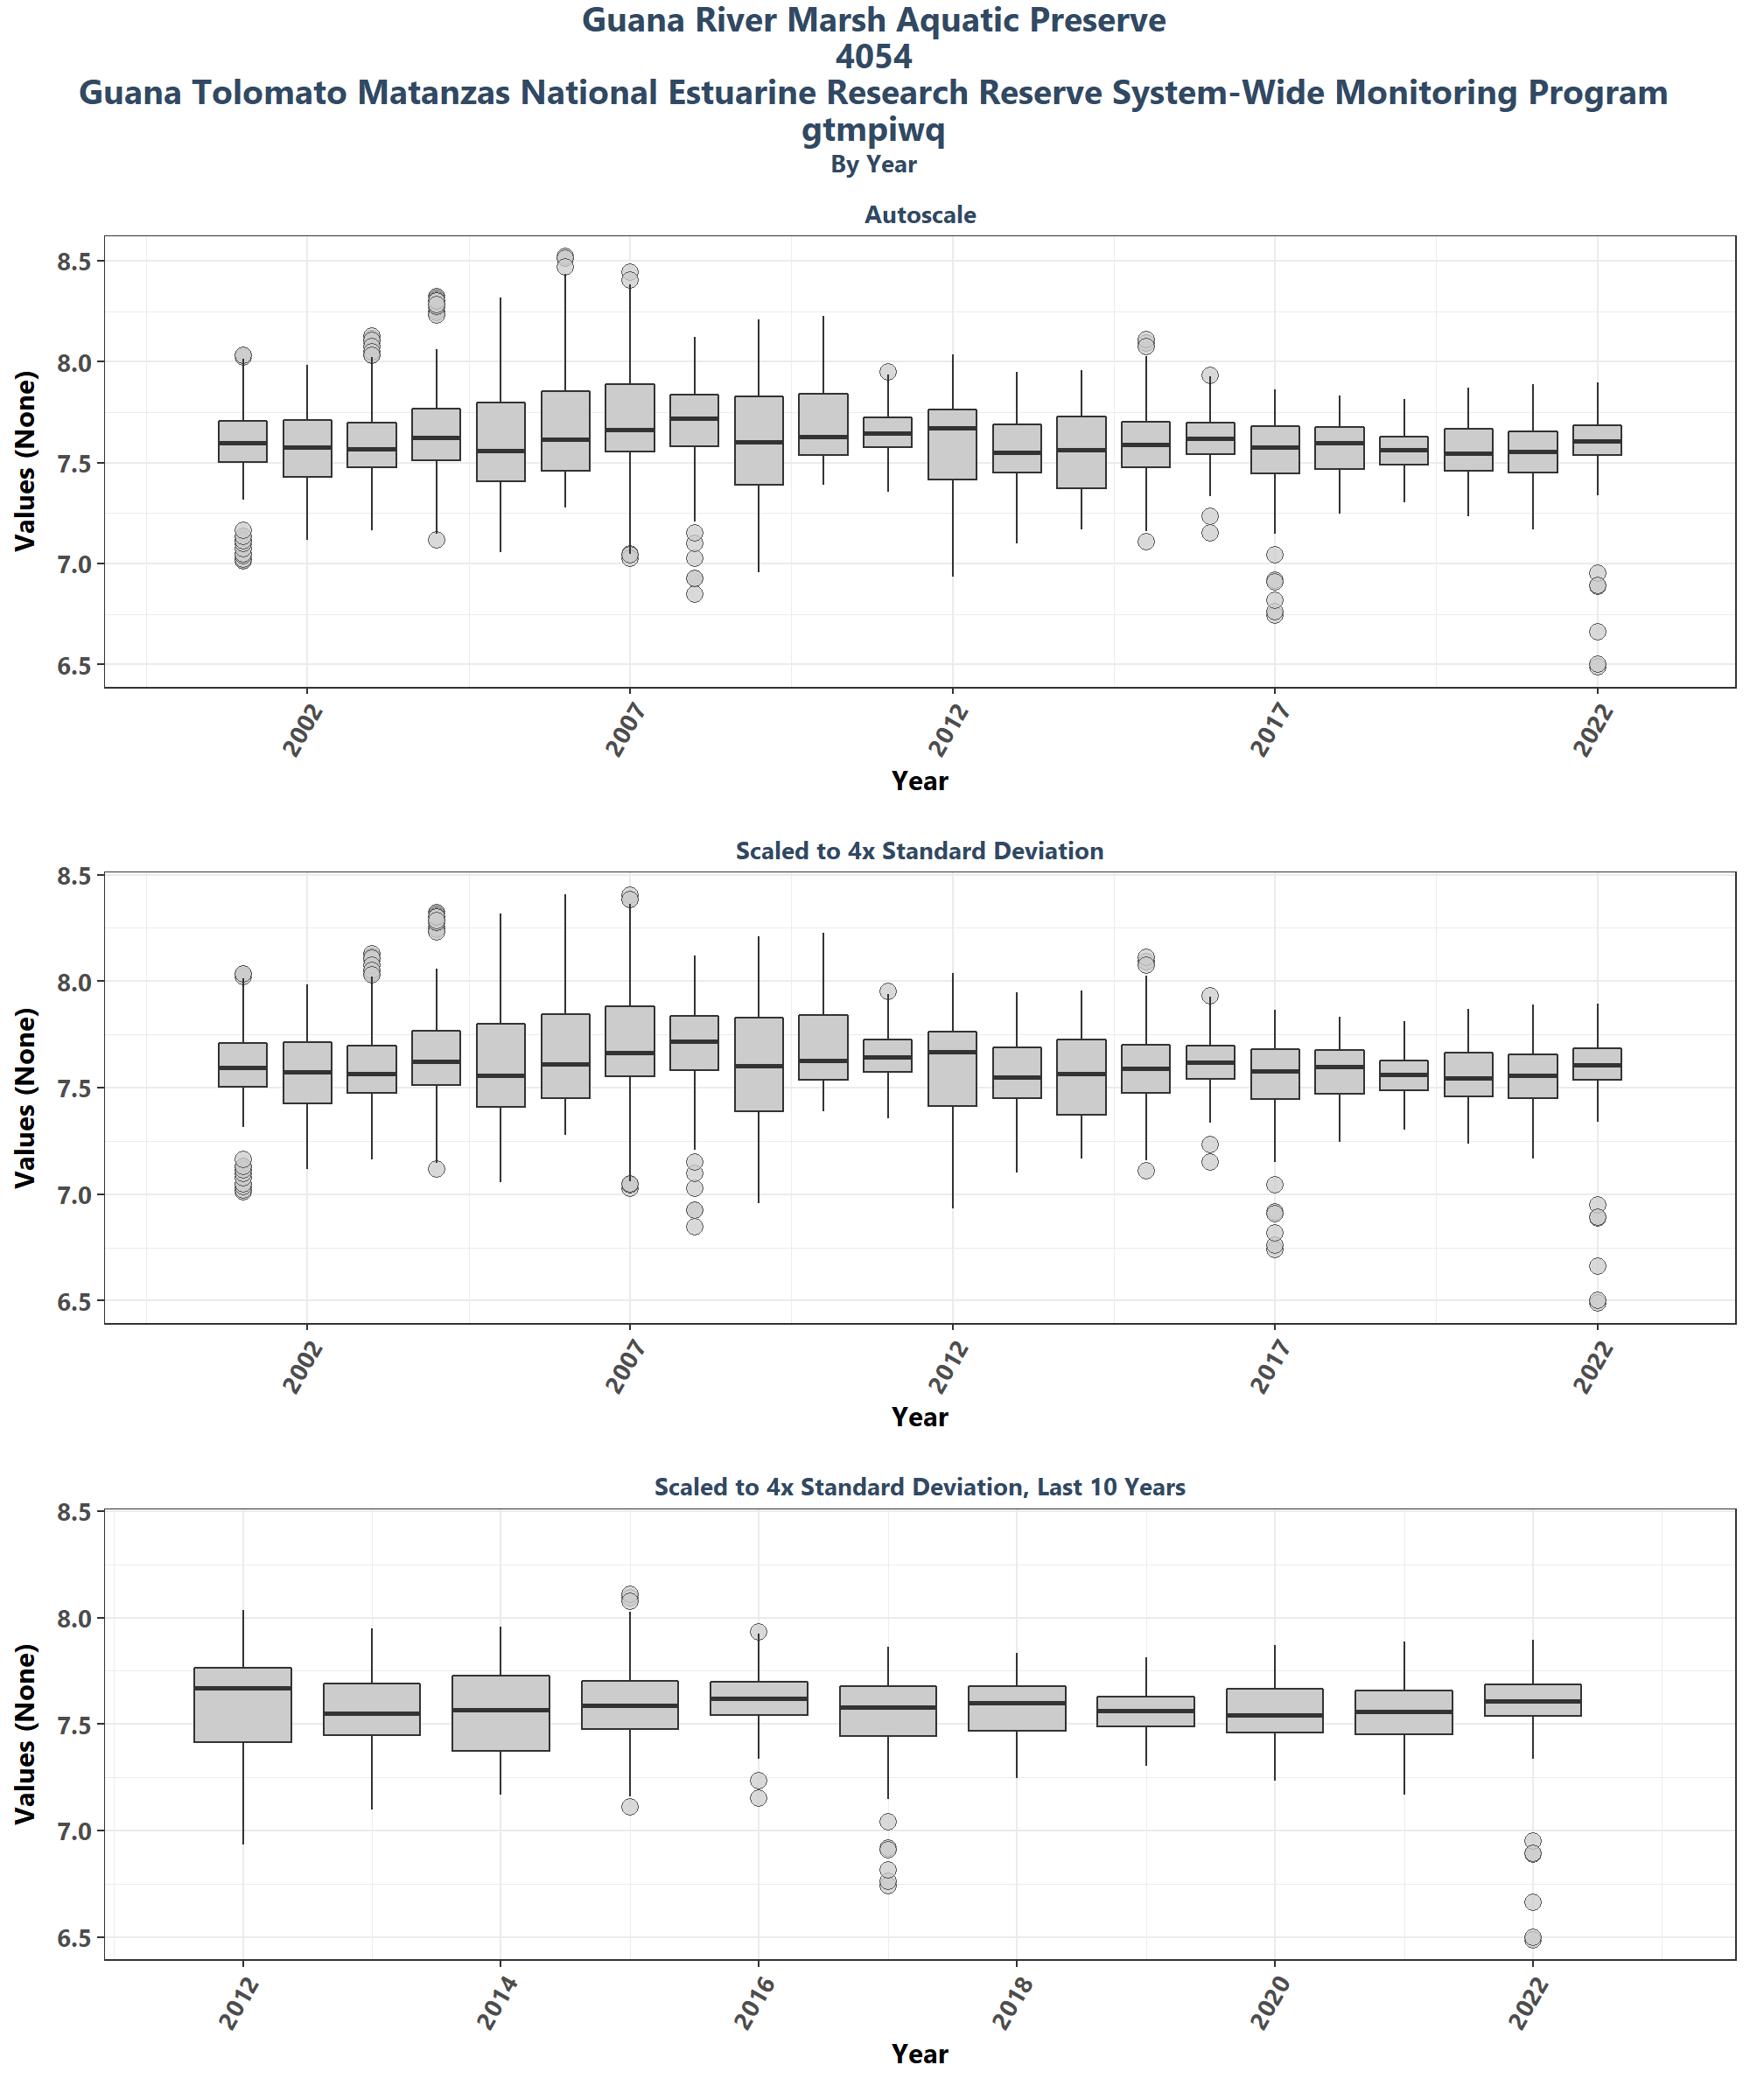 Guana River Marsh Aquatic Preserve
4054
Guana Tolomato Matanzas National Estuarine Research Reserve System-Wide Monitoring Program
gtmpiwq
By Year
Autoscale
Values (None)
8.5
8.0
7.5
7.0
6.5
2002
2007
2012
2017
2022
Year
Scaled to 4x Standard Deviation
Values (None)
8.5
8.0
7.5
7.0
6.5
2002
2007
2012
2017
2022
Year
Scaled to 4x Standard Deviation, Last 10 Years
Values (None)
8.5
8.0
7.5
7.0
6.5
2012
2014
2016
2018
2020
2022
Year